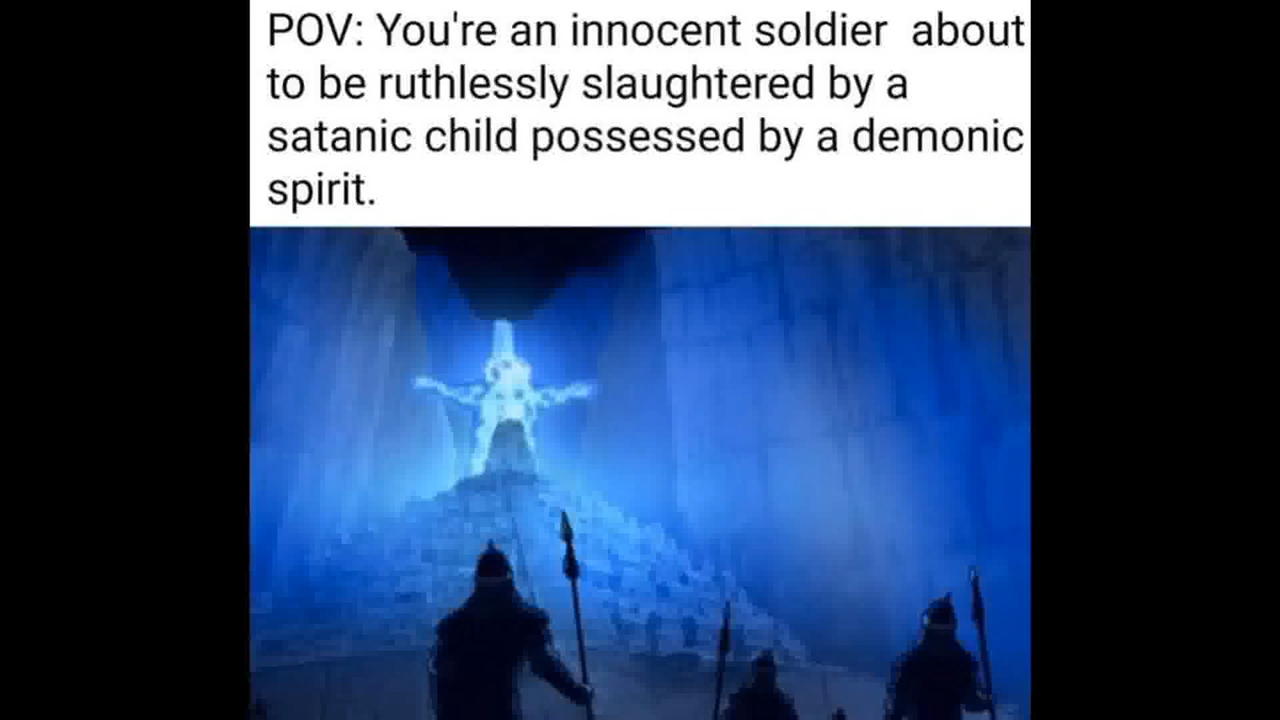 POV: You're an innocent soldier  about
to be ruthlessly slaughtered by a
satanic child possessed by a demonic
spirit.